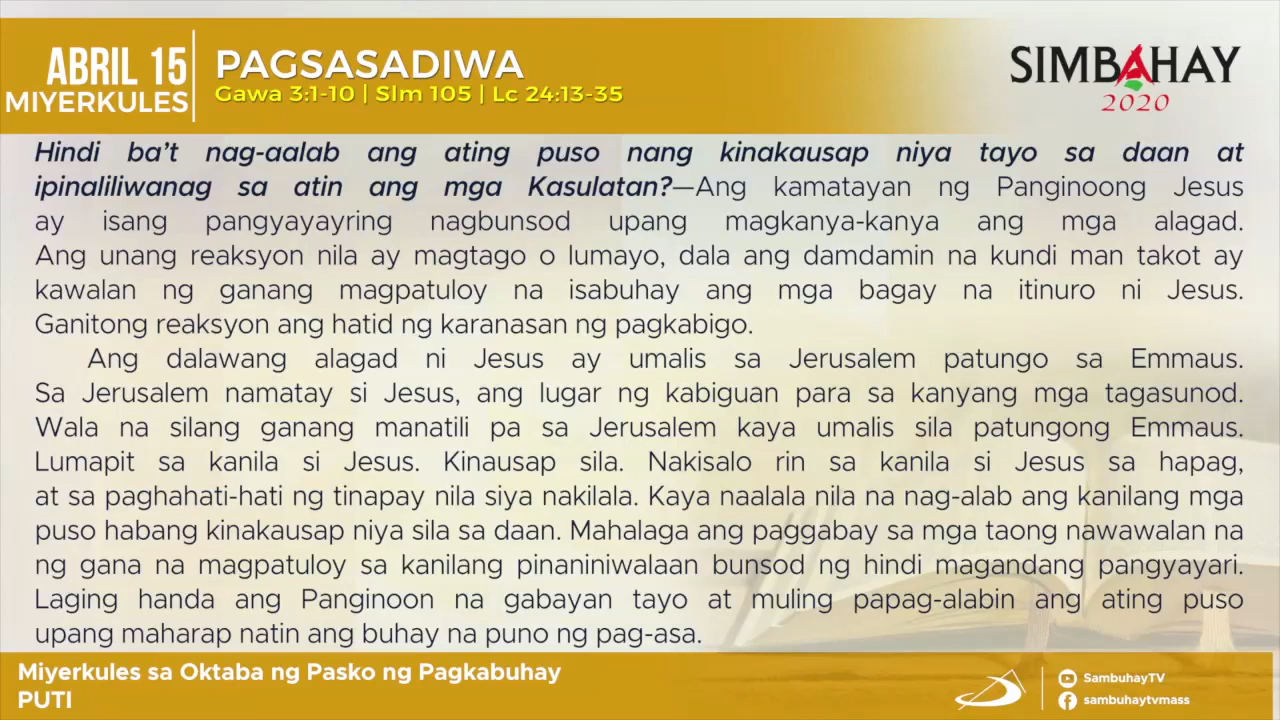 ABRIL 15
MIYERKULES
PAGSASADIWA
Gawa 3:1-10 | Slm 105 | Lc 24:13-35
SIMBAHAY
2020
Hindi ba't nag-aalab ang ating puso nang kinakausap niya tayo sa daan at
ipinaliliwanag sa atin ang mga Kasulatan?—Ang kamatayan ng Panginoong Jesus
ay isang pangyayayring nagbunsod upang magkanya-kanya ang mga alagad.
Ang unang reaksyon nila ay magtago o lumayo, dala ang damdamin na kundi man takot ay
kawalan ng ganang magpatuloy na isabuhay ang mga bagay na itinuro ni Jesus.
Ganitong reaksyon ang hatid ng karanasan ng pagkabigo.
Ang dalawang alagad ni Jesus ay umalis sa Jerusalem patungo sa Emmaus.
Sa Jerusalem namatay si Jesus, ang lugar ng kabiguan para sa kanyang mga tagasunod.
Wala na silang ganang manatili pa sa Jerusalem kaya umalis sila patungong Emmaus.
Lumapit sa kanila si Jesus. Kinausap sila. Nakisalo rin sa kanila si Jesus sa hapag,
at sa paghahati-hati ng tinapay nila siya nakilala. Kaya naalala nila na nag-alab ang kanilang mga
puso habang kinakausap niya sila sa daan. Mahalaga ang paggabay sa mga taong nawawalan na
ng gana na magpatuloy sa kanilang pinaniniwalaan bunsod ng hindi magandang pangyayari.
Laging handa ang Panginoon na gabayan tayo at muling papag-alabin ang ating puso
upang maharap natin ang buhay na puno ng pag-asa.
Miyerkules sa Oktaba ng Pasko ng Pagkabuhay
PUTI
SambuhayTV
sambuhaytvmass